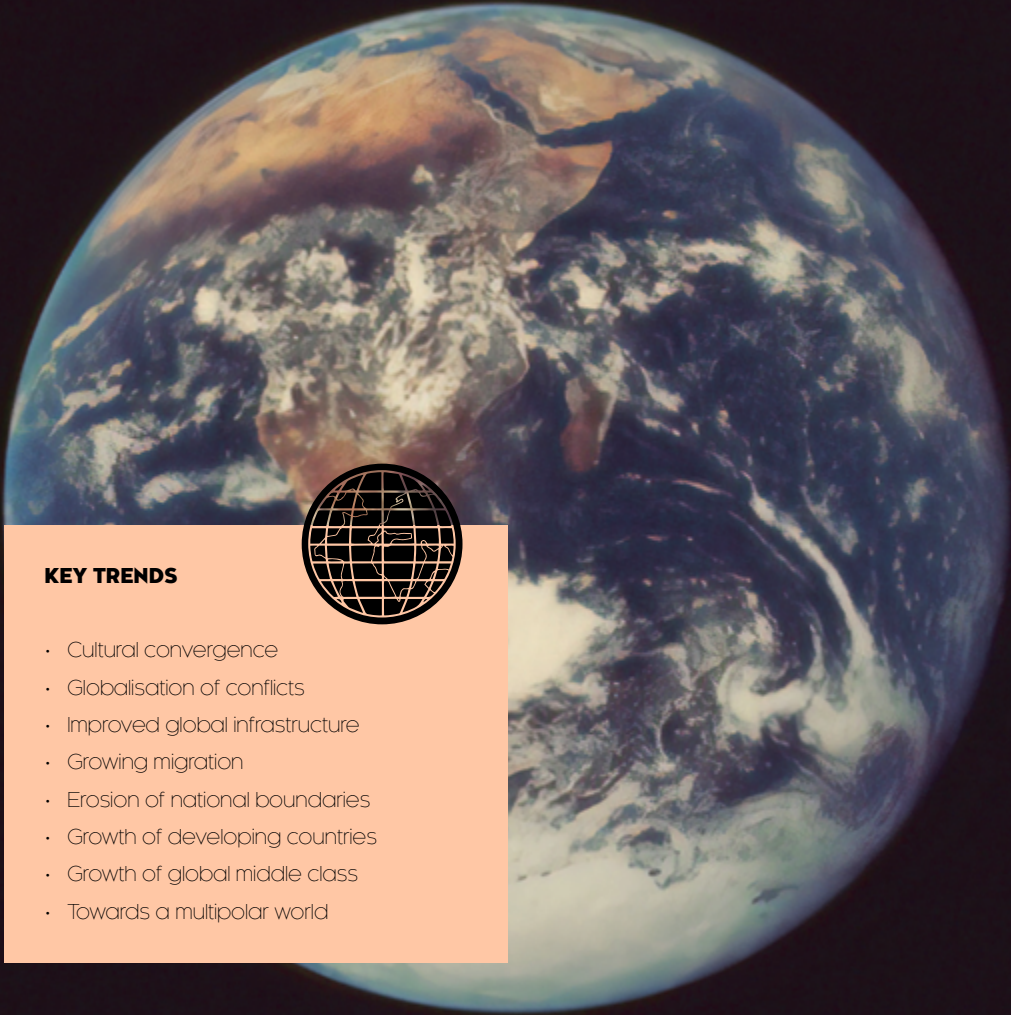 KEY TRENDS
• Cultural convergence
• Globalisation of conflicts
• Improved global infrastructure
• Growing migration
• Erosion of national boundaries
• Growth of developing countries
• Growth of global middle class
• Towards a multipolar world